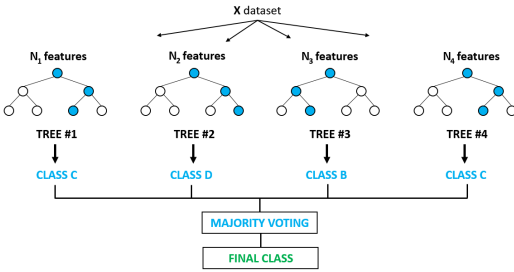 X dataset
N1 features N2 features N3 features N4 features
TREE #1 TREE #2 TREE #3 TREE #4
CLASS C CLASS D CLASS B CLASS C
MAJORITY VOTING
FINAL CLASS